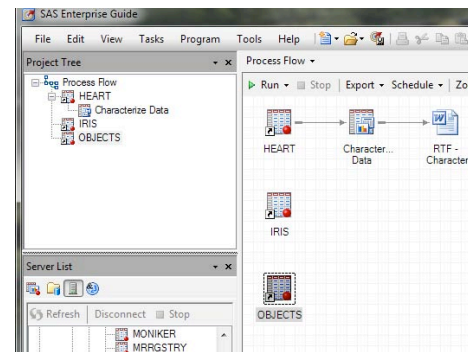 SAS Enterprise Guide
File Edit View Tasks Program Tools Help
Project Tree
Process Flow
HEART
Characterize Data
IRIS
OBJECTS
Process Flow
Run Stop Export Schedule Zo
HEART
Character...
Data
RTF -
Character
IRIS
OBJECTS
Server List
Refresh Disconnect Stop
MONIKER
MRRGSTRY